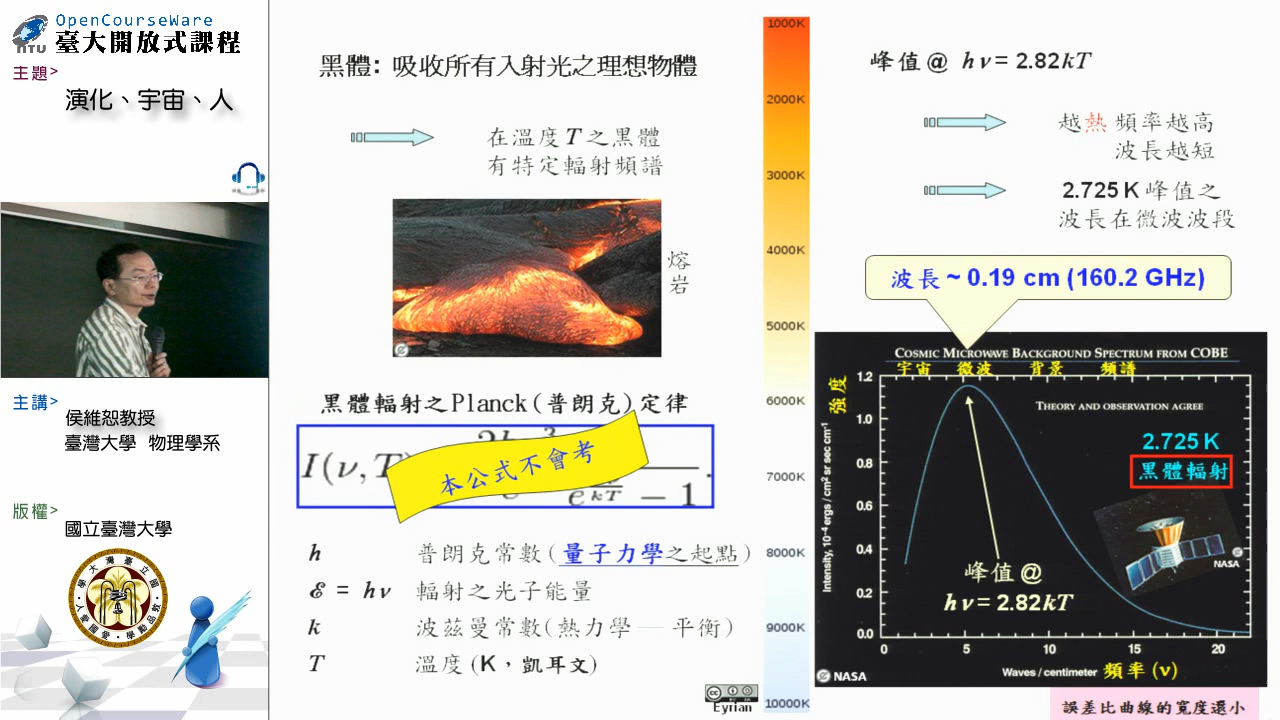 OpenCourseWare
NTU
臺大開放式課程
主題>
演化、宇宙、人
主講>
侯維恕教授
臺灣大學 物理學系
版權>
國立臺灣大學
黑體: 吸收所有入射光之理想物體
在溫度 T 之黑體
有特定輻射頻譜
熔
岩
黑體輻射之Planck(普朗克)定律
I(ν,T
e kT − 1
本公式不會考
h 普朗克常數(量子力學之起點)
ℰ = hν 輻射之光子能量
k 波茲曼常數(熱力學 — 平衡)
T 溫度 (K,凱耳文)
Eyrian
1000K
2000K
3000K
4000K
5000K
6000K
7000K
8000K
9000K
10000K
峰值@ hν = 2.82kT
越熱 頻率越高
波長越短
2.725 K 峰值之
波長在微波波段
波長 ~ 0.19 cm (160.2 GHz)
COSMIC MICROWAVE BACKGROUND SPECTRUM FROM COBE
宇宙 微波 背景 頻譜
THEORY AND OBSERVATION AGREE
2.725 K
黑體輻射
NASA
強度
Intensity, 10⁻⁴ ergs / cm² sr sec cm⁻¹
1.2
1.0
0.8
0.6
0.4
0.2
0.0
峰值@
hν = 2.82kT
0 5 10 15 20
Waves / centimeter 頻率 (ν)
NASA
誤差比曲線的寬度還小